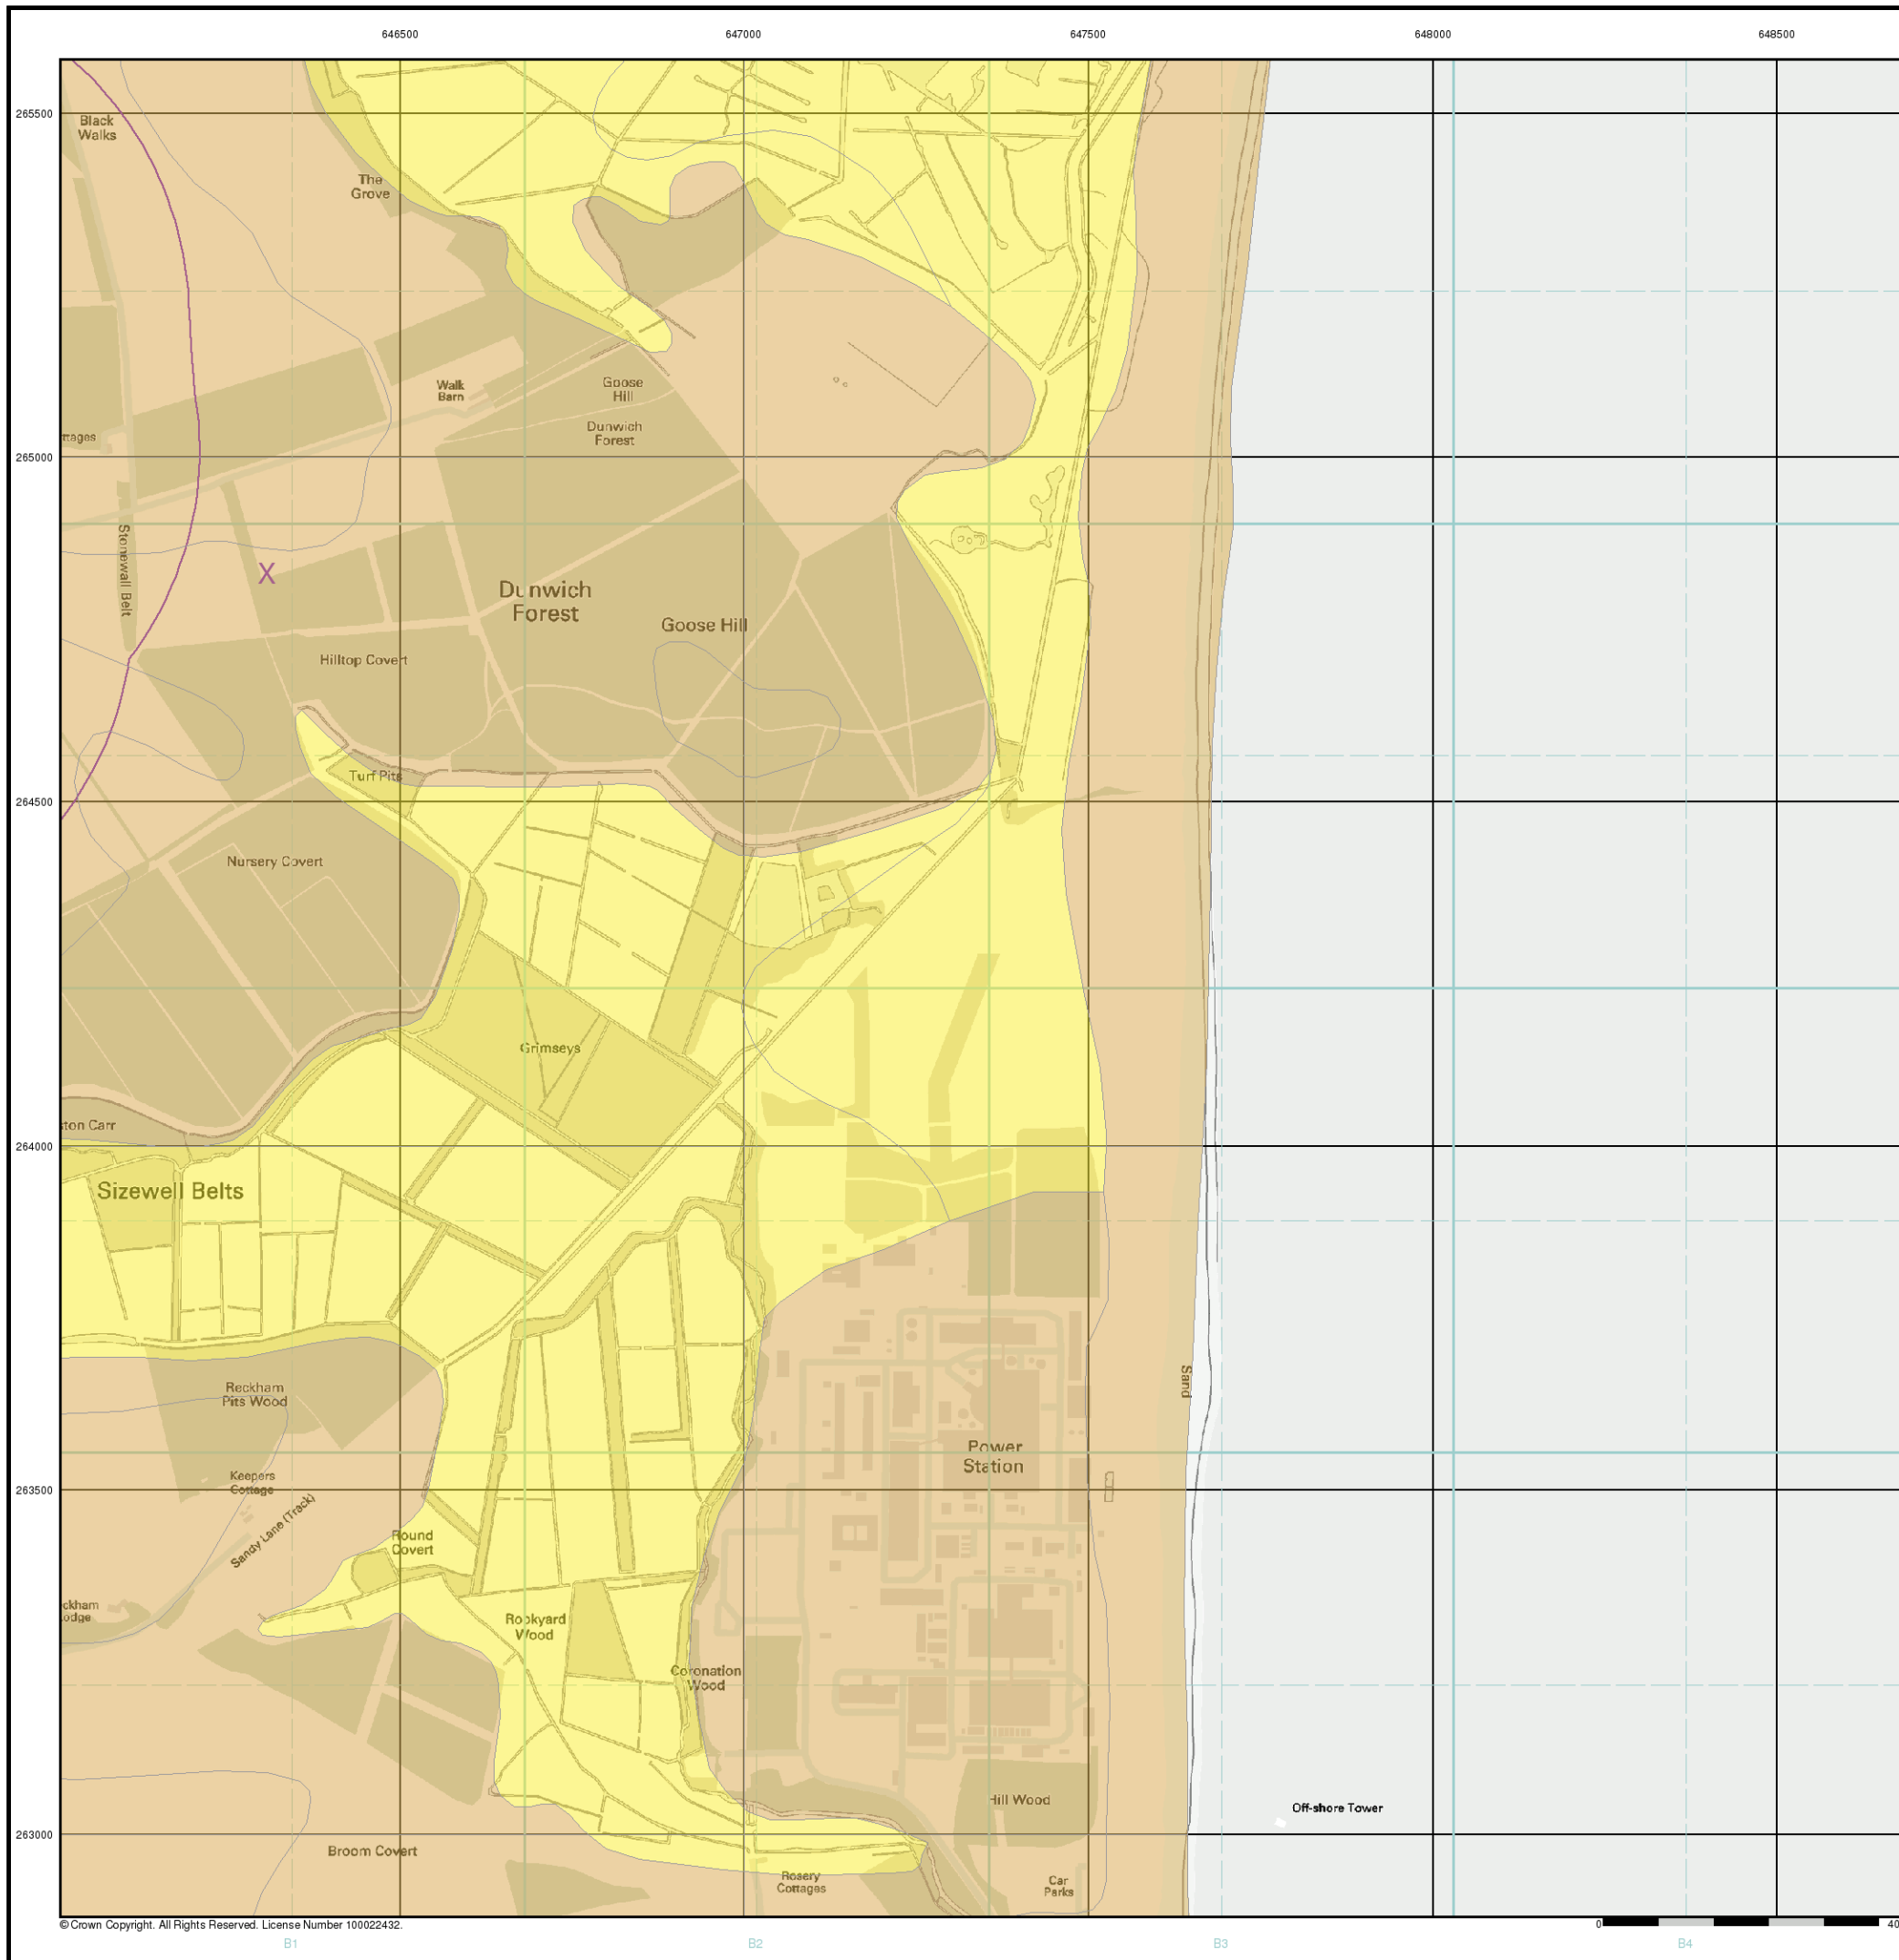 646500
647000
647500
648000
648500
265500
Black
Walks
The
Grove
Walk
Barn
Goose
Hill
Dunwich
Forest
ttages
265000
Stonewall Belt
X
Dunwich
Forest
Goose Hill
Hilltop Covert
Turf Pits
264500
Nursery Covert
Grimseys
ston Carr
264000
Sizewell Belts
Reckham
Pits Wood
Sand
Power
Station
Keepers
Cottage
263500
Sandy Lane (Track)
Round
Covert
ckham
odge
Rookyard
Wood
Coronation
Wood
Hill Wood
Off-shore Tower
263000
Broom Covert
Rosery
Cottages
Car
Parks
© Crown Copyright. All Rights Reserved. License Number 100022432.
0
40
B1
B2
B3
B4